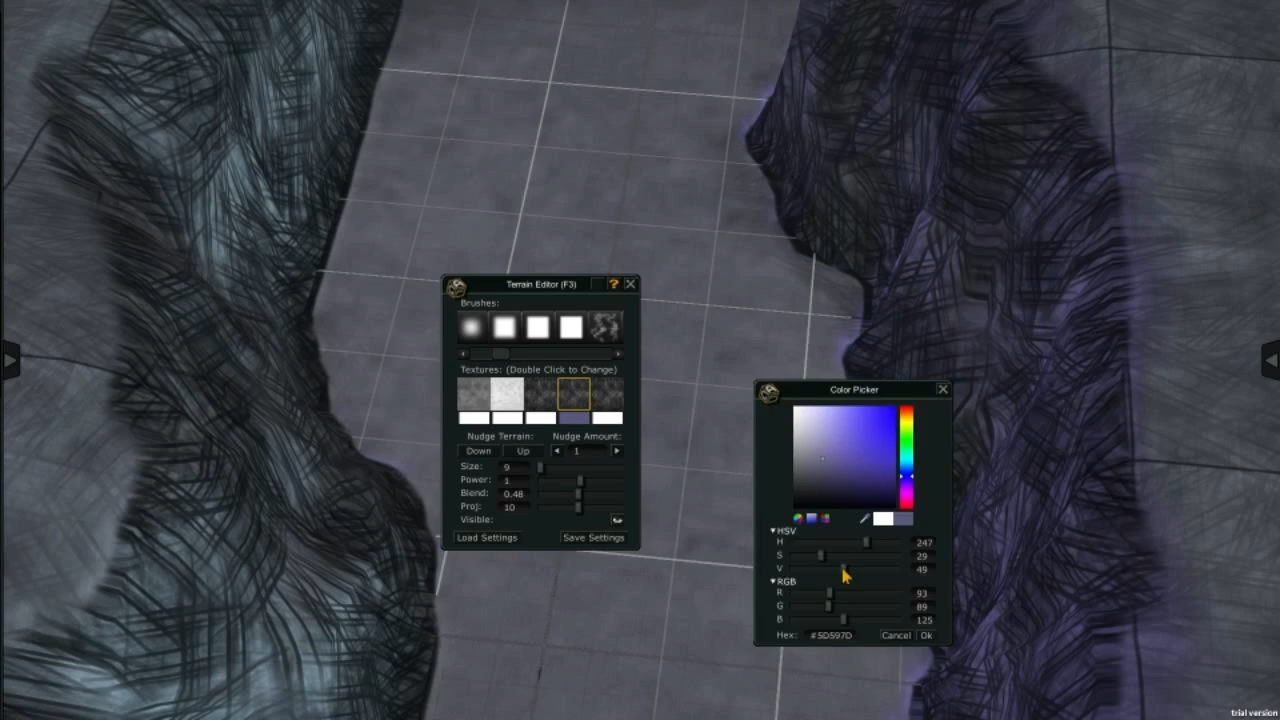 Terrain Editor (F3)
?
Brushes:
Textures: (Double Click to Change)
Nudge Terrain: Nudge Amount:
Down Up 1
Size: 9
Power: 1
Blend: 0.48
Proj: 10
Visible:
Load Settings Save Settings
Color Picker
HSV
H 247
S 29
V 49
RGB
R 93
G 89
B 125
Hex: #5D597D Cancel Ok
trial version